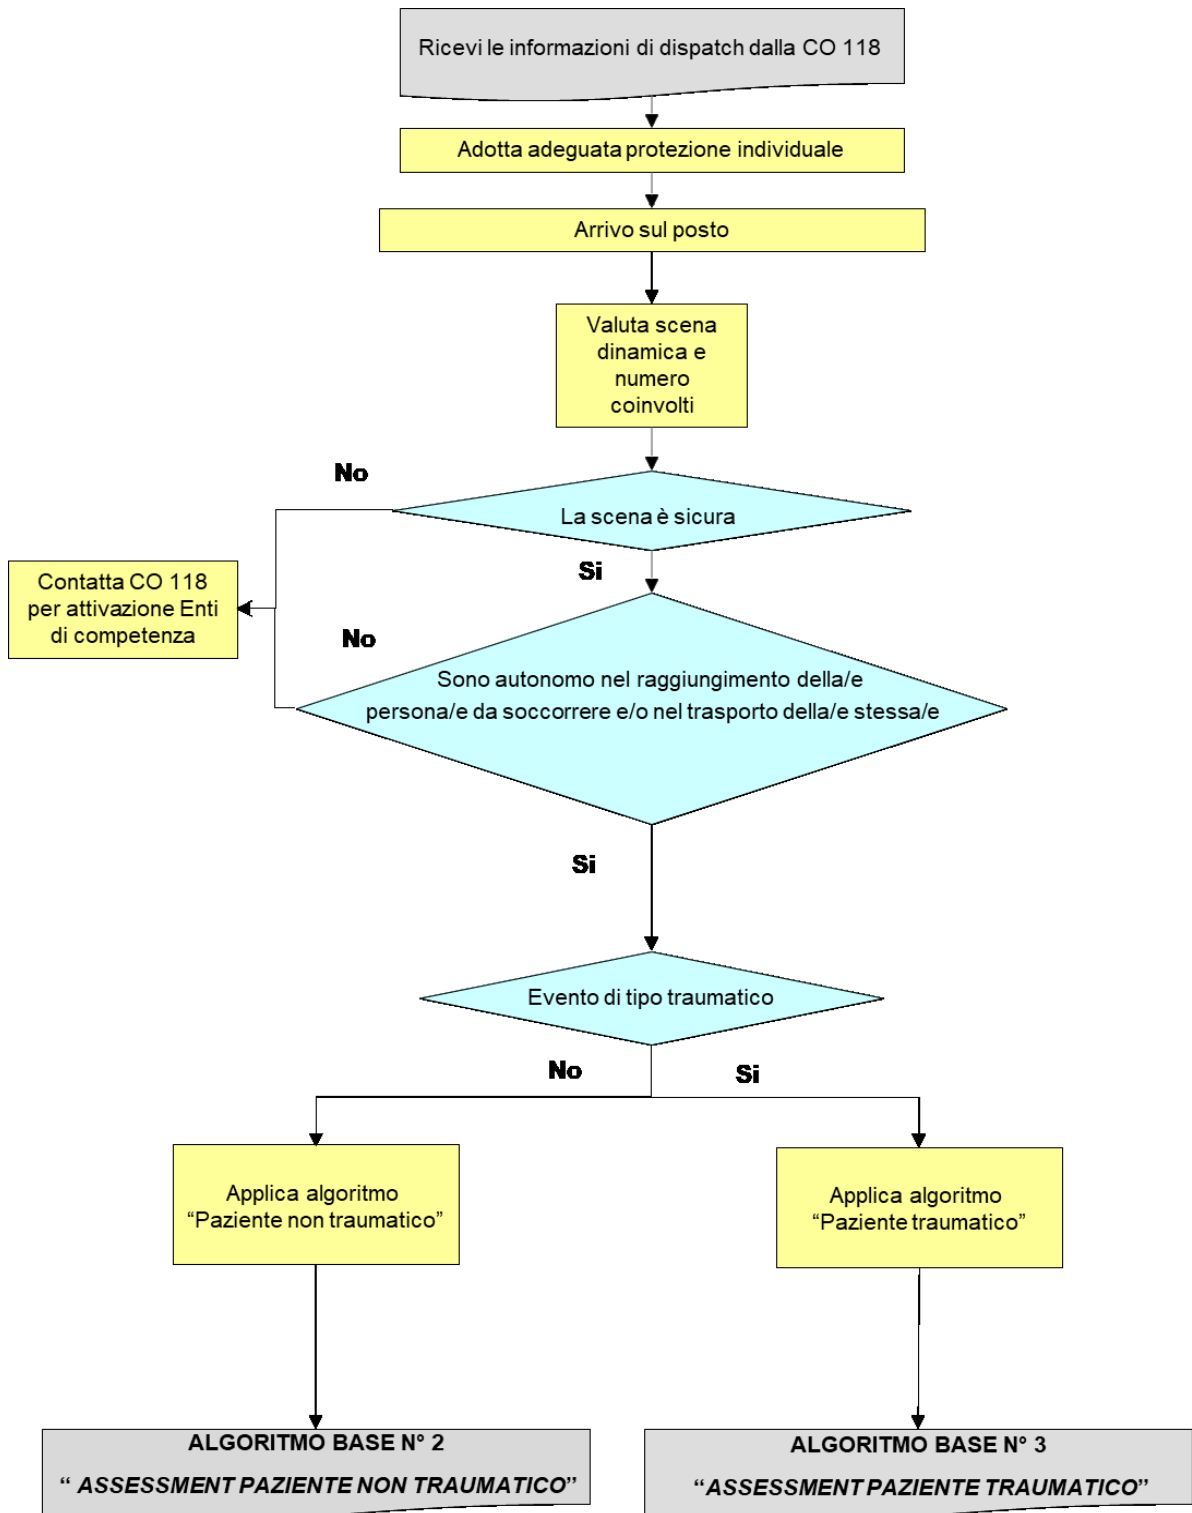 Ricevi le informazioni di dispatch dalla CO 118
Adotta adeguata protezione individuale
Arrivo sul posto
Valuta scena
dinamica e
numero
coinvolti
No
La scena è sicura
Si
Contatta CO 118
per attivazione Enti
di competenza
No
Sono autonomo nel raggiungimento della/e
persona/e da soccorrere e/o nel trasporto della/e stessa/e
Si
Evento di tipo traumatico
No
Si
Applica algoritmo
“Paziente non traumatico”
Applica algoritmo
“Paziente traumatico”
ALGORITMO BASE N° 2
“ ASSESSMENT PAZIENTE NON TRAUMATICO”
ALGORITMO BASE N° 3
“ASSESSMENT PAZIENTE TRAUMATICO”